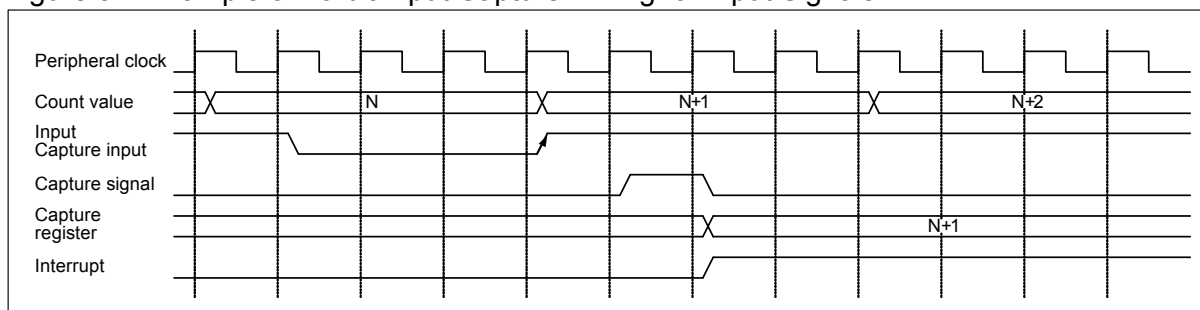 Peripheral clock
Count value
N
N+1
N+2
Input
Capture input
Capture signal
Capture
register
N+1
Interrupt